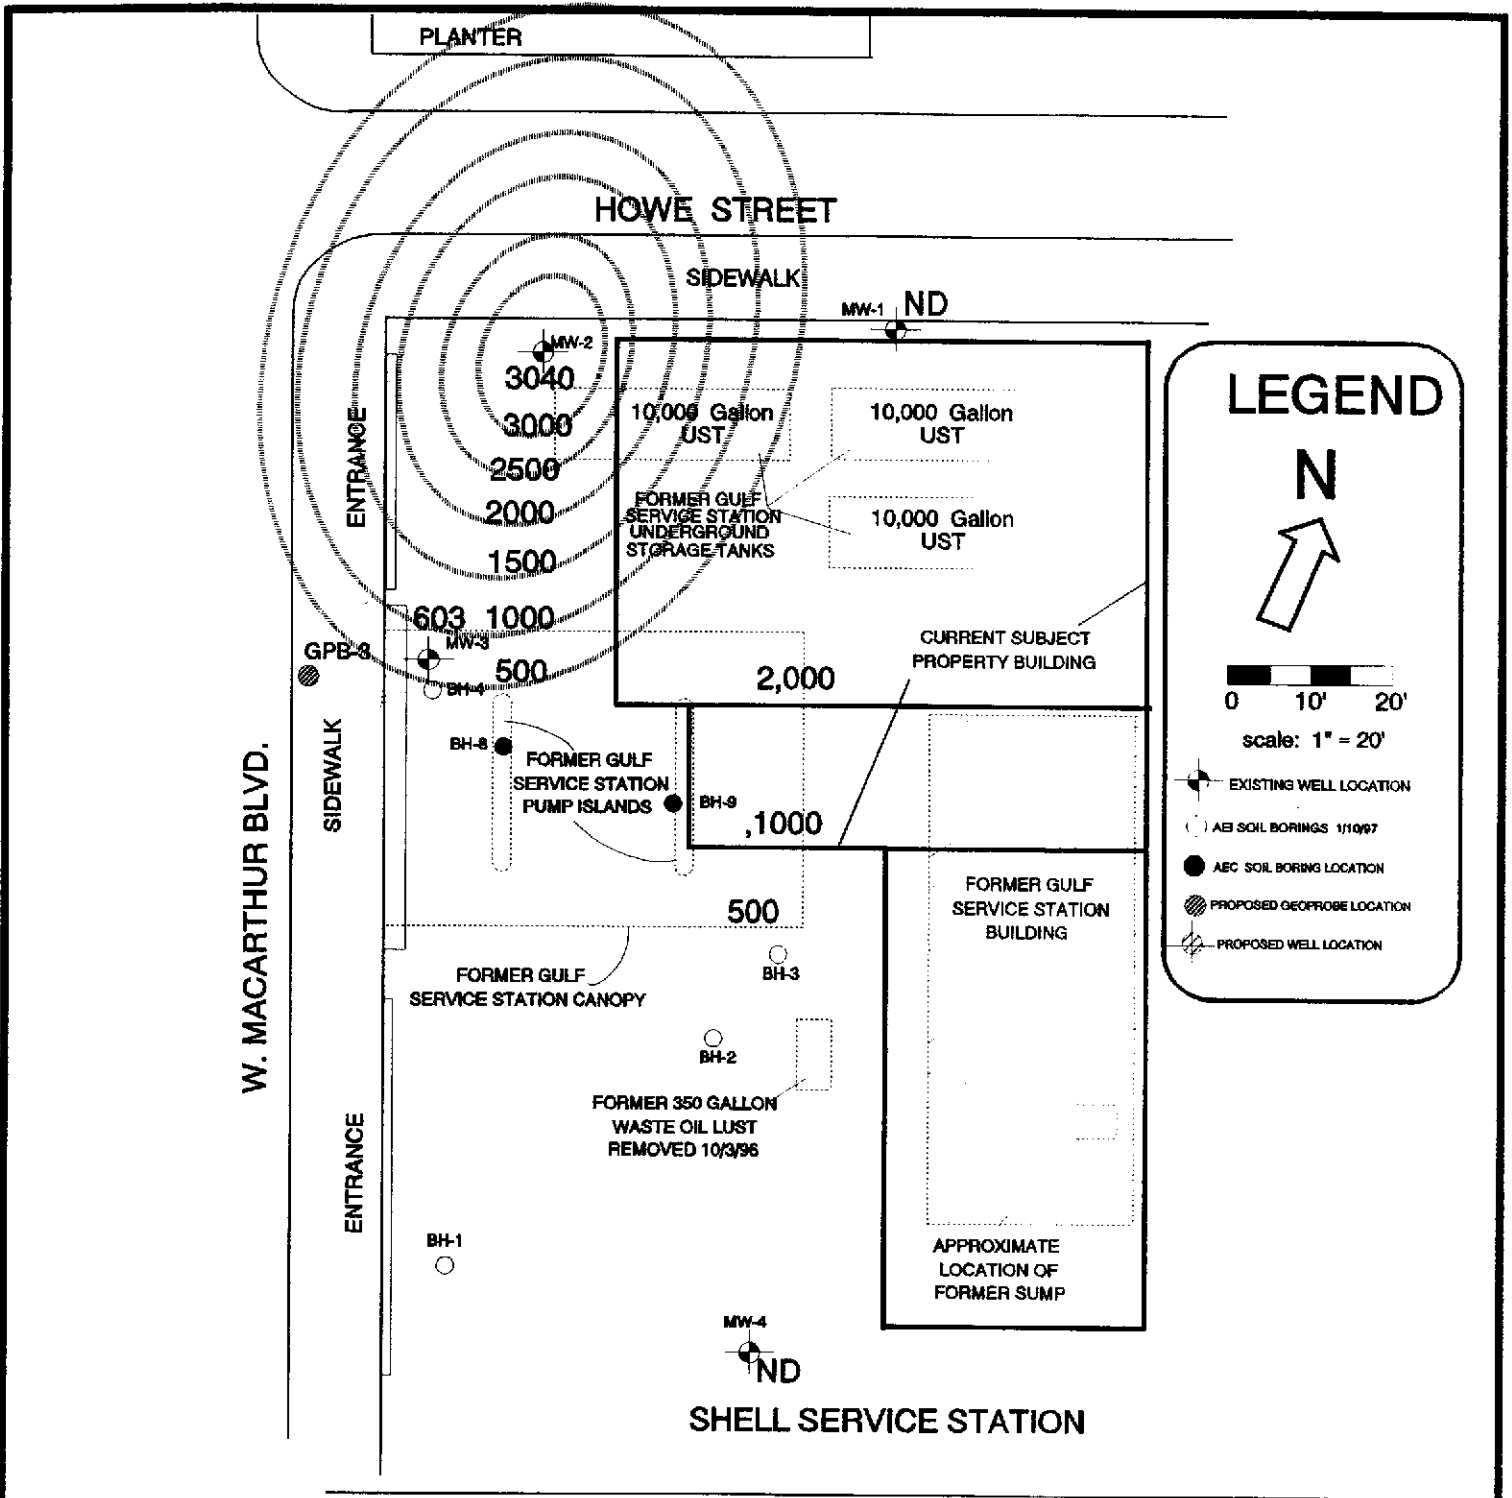 PLANTER
HOWE STREET
SIDEWALK
MW-1 ND
MW-2
3040
3000
2500
2000
1500
603 1000
500
ENTRANCE
10,000 Gallon
UST
10,000 Gallon
UST
10,000 Gallon
UST
FORMER GULF
SERVICE STATION
UNDERGROUND
STORAGE TANKS
GPB-3
MW-3
BH-4
2,000
CURRENT SUBJECT
PROPERTY BUILDING
BH-8
FORMER GULF
SERVICE STATION
PUMP ISLANDS
BH-9
,1000
SIDEWALK
W. MACARTHUR BLVD.
500
FORMER GULF
SERVICE STATION
BUILDING
BH-3
FORMER GULF
SERVICE STATION CANOPY
BH-2
FORMER 350 GALLON
WASTE OIL LUST
REMOVED 10/3/96
ENTRANCE
BH-1
APPROXIMATE
LOCATION OF
FORMER SUMP
MW-4
ND
SHELL SERVICE STATION
LEGEND
N
0 10' 20'
scale: 1" = 20'
EXISTING WELL LOCATION
AEI SOIL BORINGS 1/10/97
AEC SOIL BORING LOCATION
PROPOSED GEOPROBE LOCATION
PROPOSED WELL LOCATION